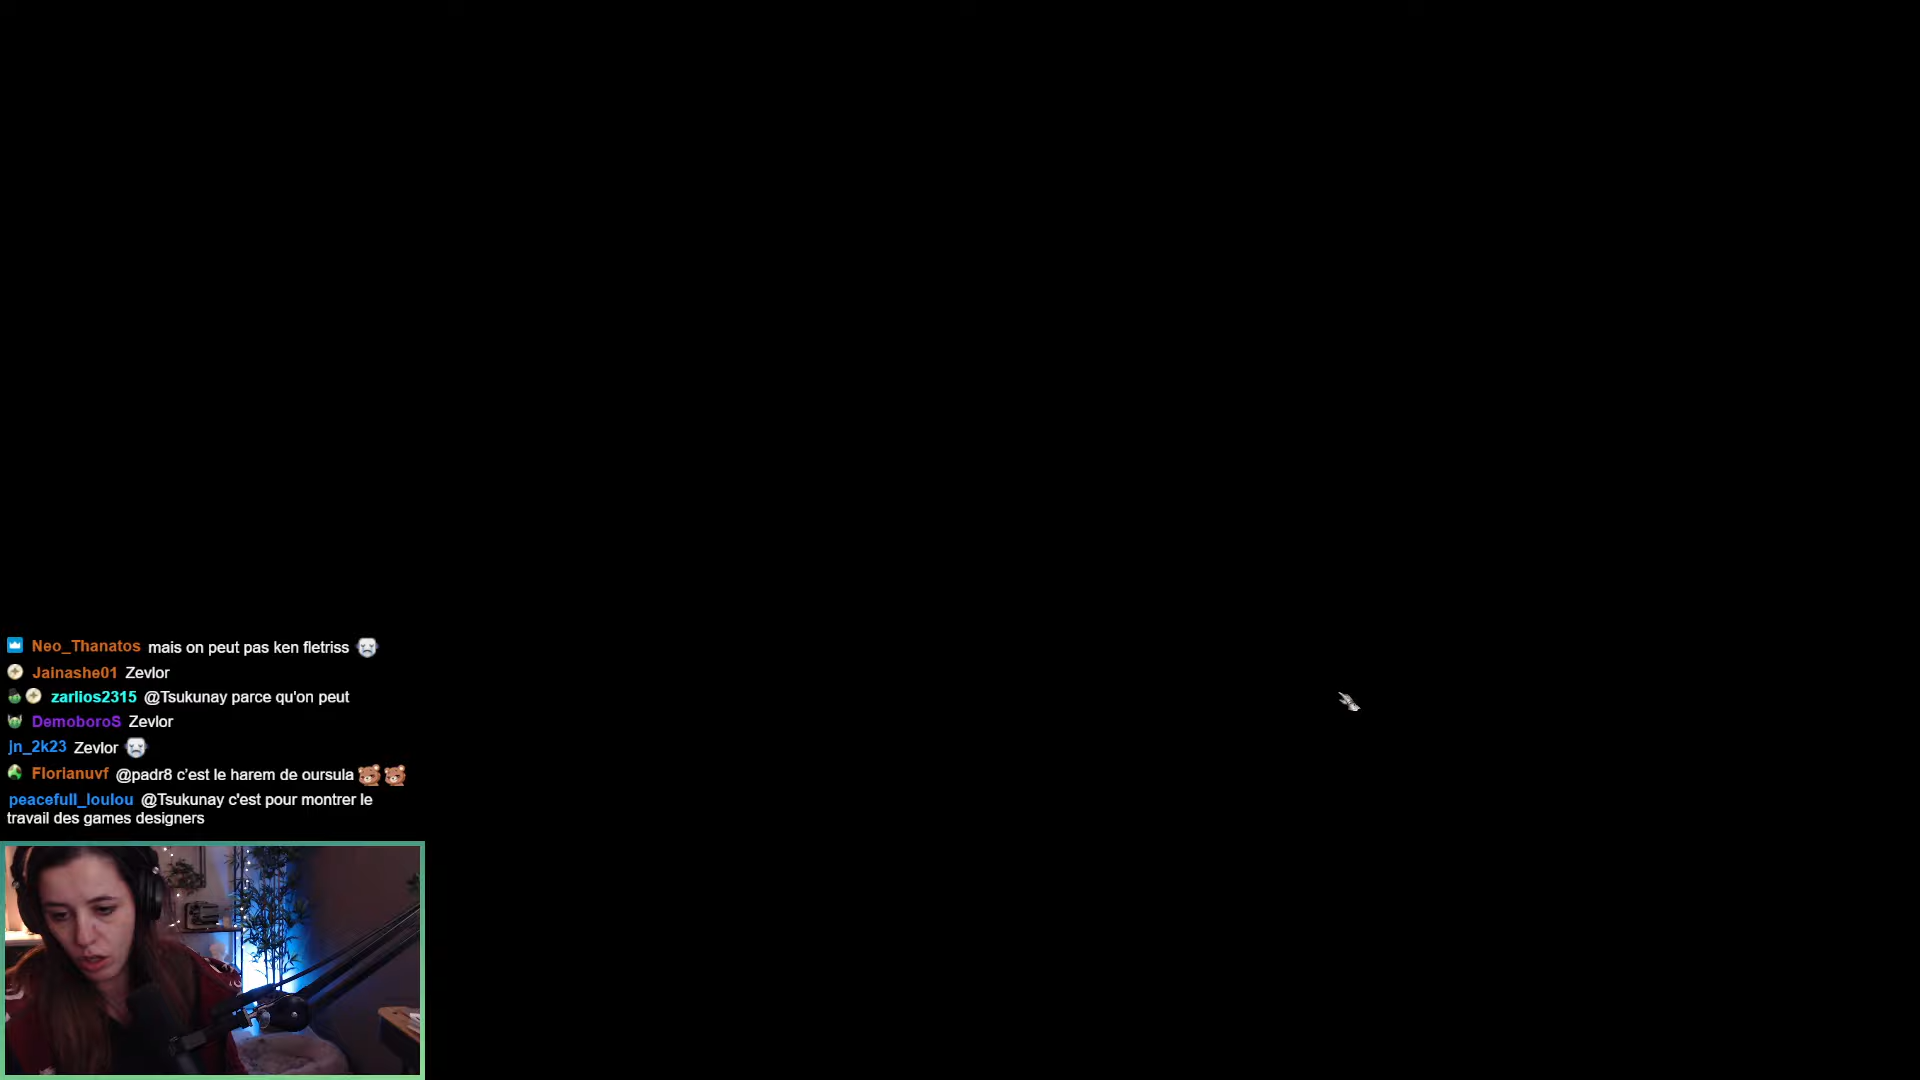 Neo_Thanatos mais on peut pas ken fletriss
Jainashe01 Zevlor
zarlios2315 @Tsukunay parce qu'on peut
DemoboroS Zevlor
jn_2k23 Zevlor
Florianuvf @padr8 c'est le harem de oursula
peacefull_loulou @Tsukunay c'est pour montrer le
travail des games designers